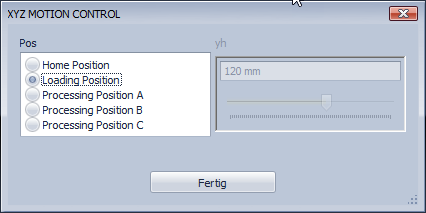 XYZ MOTION CONTROL
Pos
Home Position
Loading Position
Processing Position A
Processing Position B
Processing Position C
yh
120 mm
Fertig